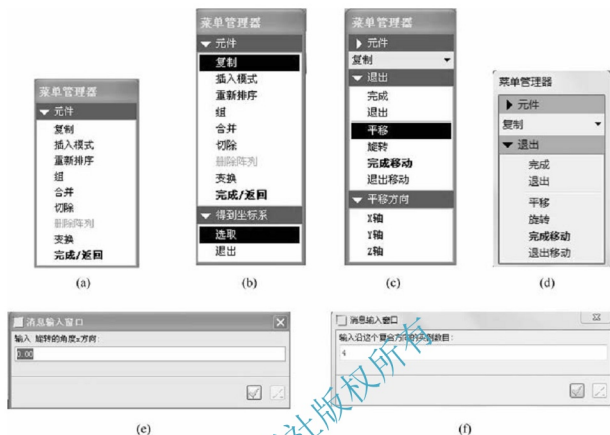 菜单管理器
▼ 元件
复制
插入模式
重新排序
组
合并
切除
删除阵列
支换
完成/返回
(a)
菜单管理器
▼ 元件
复制
插入模式
重新排序
组
合并
切除
删除阵列
支换
完成/返回
▼ 得到坐标系
选取
退出
(b)
菜单管理器
▶ 元件
复制
▼ 退出
完成
退出
平移
旋转
完成移动
退出移动
▼ 平移方向
X轴
Y轴
Z轴
(c)
菜单管理器
▶ 元件
复制
▼ 退出
完成
退出
平移
旋转
完成移动
退出移动
(d)
消息输入窗口
输入 旋转的角度z方向:
0.00
(e)
消息输入窗口
输入沿这个复合方向的实例数目:
4
(f)
社版权所有